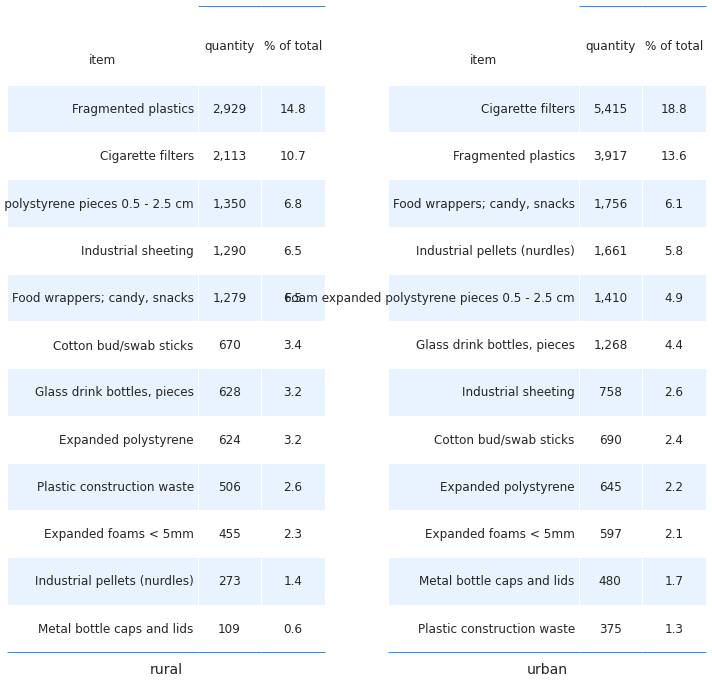 item quantity % of total
Fragmented plastics 2,929 14.8
Cigarette filters 2,113 10.7
polystyrene pieces 0.5 - 2.5 cm 1,350 6.8
Industrial sheeting 1,290 6.5
Food wrappers; candy, snacks 1,279 6.5
Cotton bud/swab sticks 670 3.4
Glass drink bottles, pieces 628 3.2
Expanded polystyrene 624 3.2
Plastic construction waste 506 2.6
Expanded foams < 5mm 455 2.3
Industrial pellets (nurdles) 273 1.4
Metal bottle caps and lids 109 0.6
rural
item quantity % of total
Cigarette filters 5,415 18.8
Fragmented plastics 3,917 13.6
Food wrappers; candy, snacks 1,756 6.1
Industrial pellets (nurdles) 1,661 5.8
Foam expanded polystyrene pieces 0.5 - 2.5 cm 1,410 4.9
Glass drink bottles, pieces 1,268 4.4
Industrial sheeting 758 2.6
Cotton bud/swab sticks 690 2.4
Expanded polystyrene 645 2.2
Expanded foams < 5mm 597 2.1
Metal bottle caps and lids 480 1.7
Plastic construction waste 375 1.3
urban